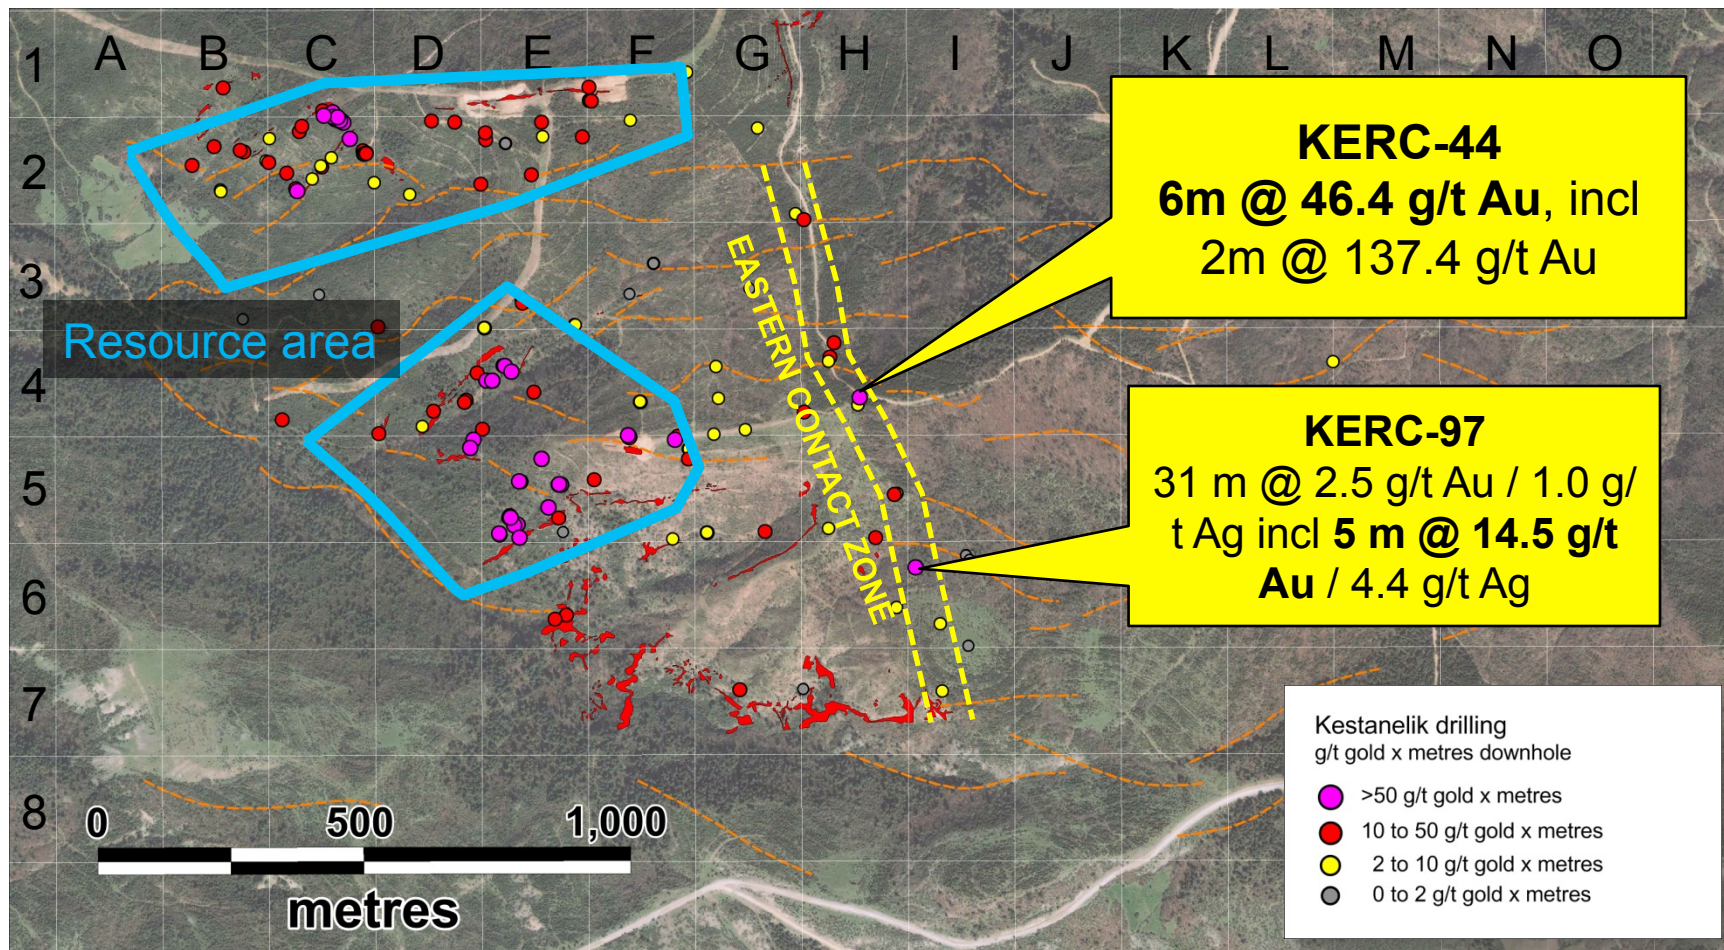 A B C D E F G H I J K L M N O
1
2
3
4
5
6
7
8
KERC-44
6m @ 46.4 g/t Au, incl
2m @ 137.4 g/t Au
EASTERN CONTACT ZONE
Resource area
KERC-97
31 m @ 2.5 g/t Au / 1.0 g/
t Ag incl 5 m @ 14.5 g/t
Au / 4.4 g/t Ag
Kestanelik drilling
g/t gold x metres downhole
>50 g/t gold x metres
10 to 50 g/t gold x metres
2 to 10 g/t gold x metres
0 to 2 g/t gold x metres
0 500 1,000
metres